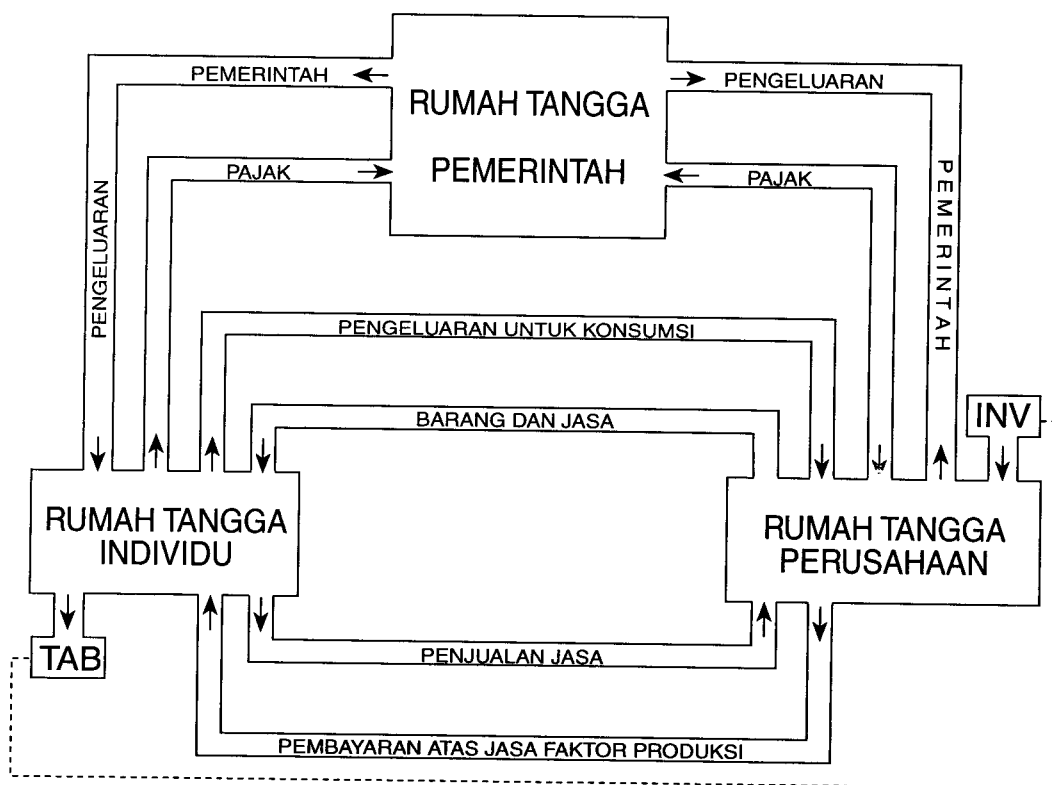 PEMERINTAH
PENGELUARAN
RUMAH TANGGA
PEMERINTAH
PAJAK
PAJAK
PENGELUARAN
PEMERINTAH
PENGELUARAN UNTUK KONSUMSI
BARANG DAN JASA
INV
RUMAH TANGGA
INDIVIDU
RUMAH TANGGA
PERUSAHAAN
TAB
PENJUALAN JASA
PEMBAYARAN ATAS JASA FAKTOR PRODUKSI